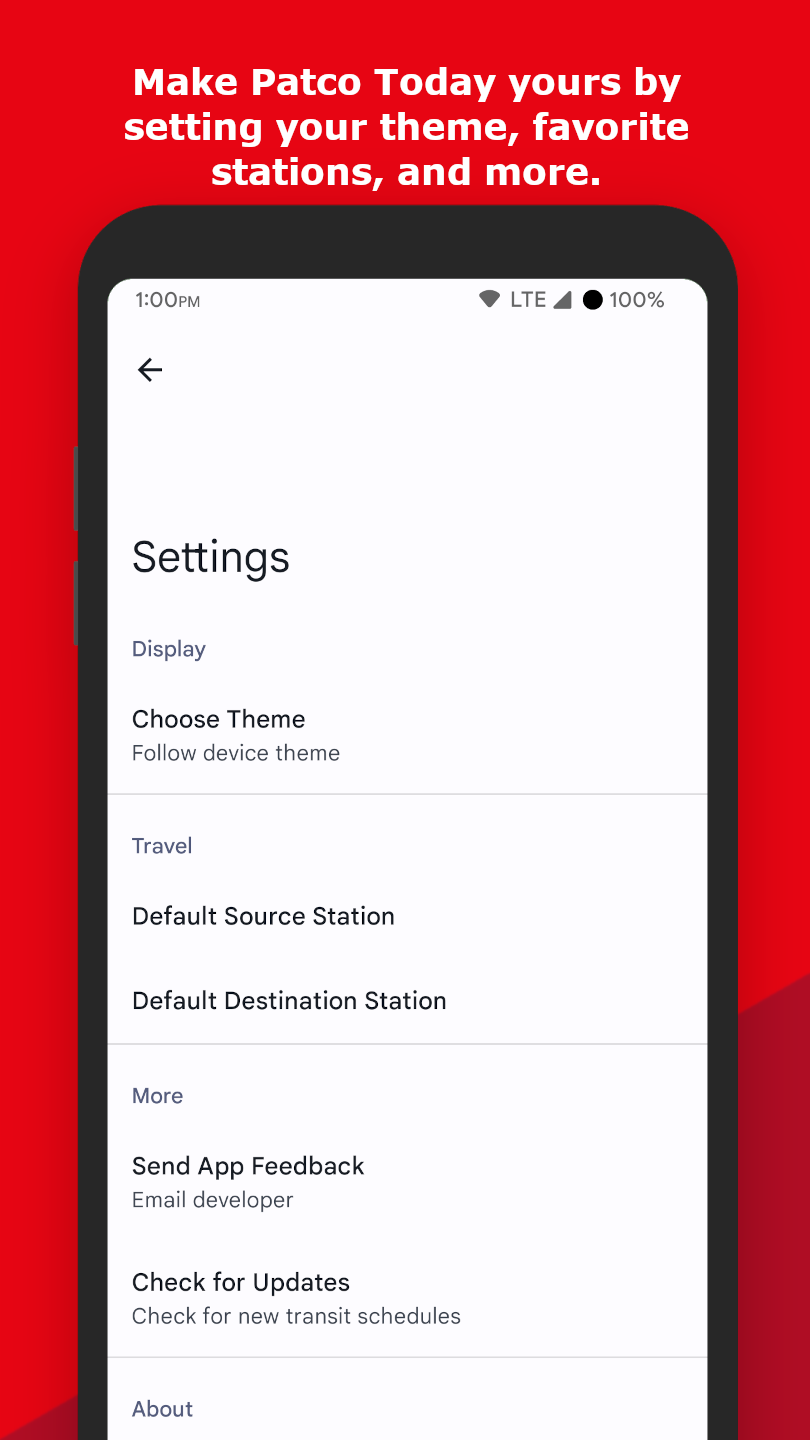 Make Patco Today yours by
setting your theme, favorite
stations, and more.
1:00PM LTE 100%
Settings
Display
Choose Theme
Follow device theme
Travel
Default Source Station
Default Destination Station
More
Send App Feedback
Email developer
Check for Updates
Check for new transit schedules
About